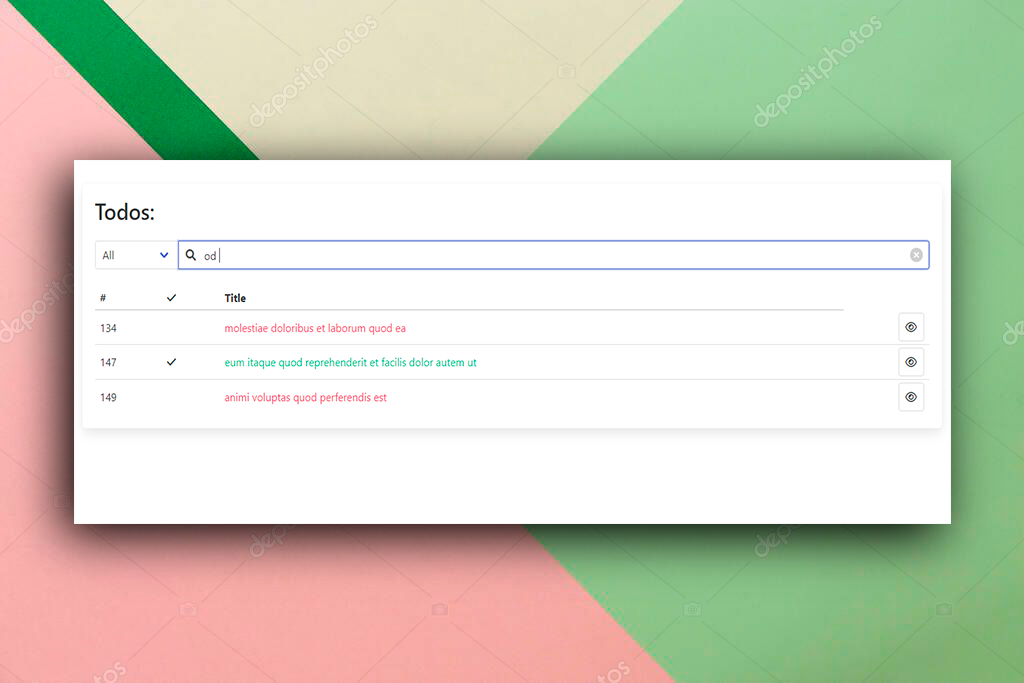 depositphotos
depositphotos
Todos:
All
od
# Title
134 molestiae doloribus et laborum quod ea
147 eum itaque quod reprehenderit et facilis dolor autem ut
149 animi voluptas quod perferendis est